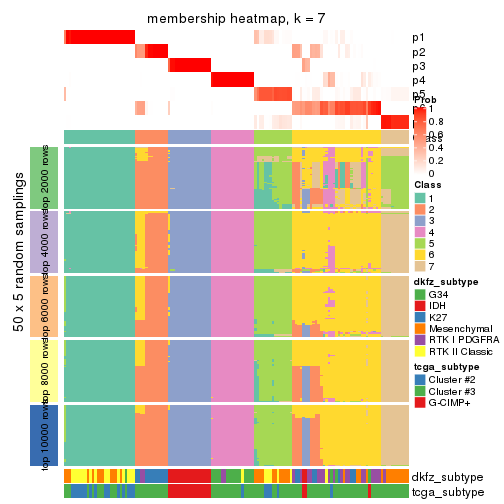 membership heatmap, k = 7
p1
p2
p3
p4
p5
p6
Prob
1
0.8
0.6
0.4
0.2
0
Class
Class
1
2
3
4
5
6
7
dkfz_subtype
G34
IDH
K27
Mesenchymal
RTK I PDGFRA
RTK II Classic
tcga_subtype
Cluster #2
Cluster #3
G-CIMP+
50 x 5 random samplings
top 2000 rows
top 4000 rows
top 6000 rows
top 8000 rows
top 10000 rows
dkfz_subtype
tcga_subtype